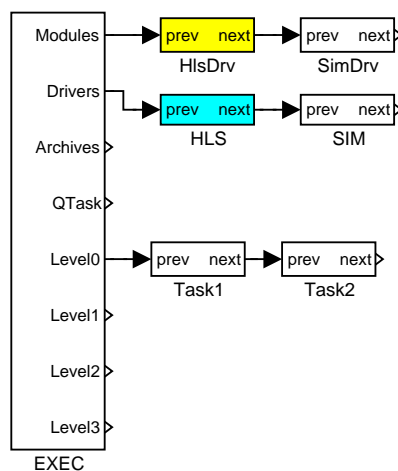 Modules
prev next
prev next
HlsDrv
SimDrv
Drivers
prev next
prev next
HLS
SIM
Archives
QTask
Level0
prev next
prev next
Task1
Task2
Level1
Level2
Level3
EXEC